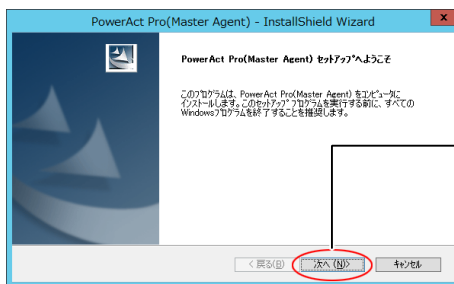 PowerAct Pro(Master Agent) - InstallShield Wizard
x
PowerAct Pro(Master Agent) ｾｯﾄｱｯﾌﾟへようこそ
このﾌﾟﾛｸﾞﾗﾑは、PowerAct Pro(Master Agent) をｺﾝﾋﾟｭｰﾀに
ｲﾝｽﾄｰﾙします。このｾｯﾄｱｯﾌﾟ ﾌﾟﾛｸﾞﾗﾑを実行する前に、すべての
Windowsﾌﾟﾛｸﾞﾗﾑを終了することを推奨します。
< 戻る(B) 次へ (N)> ｷｬﾝｾﾙ